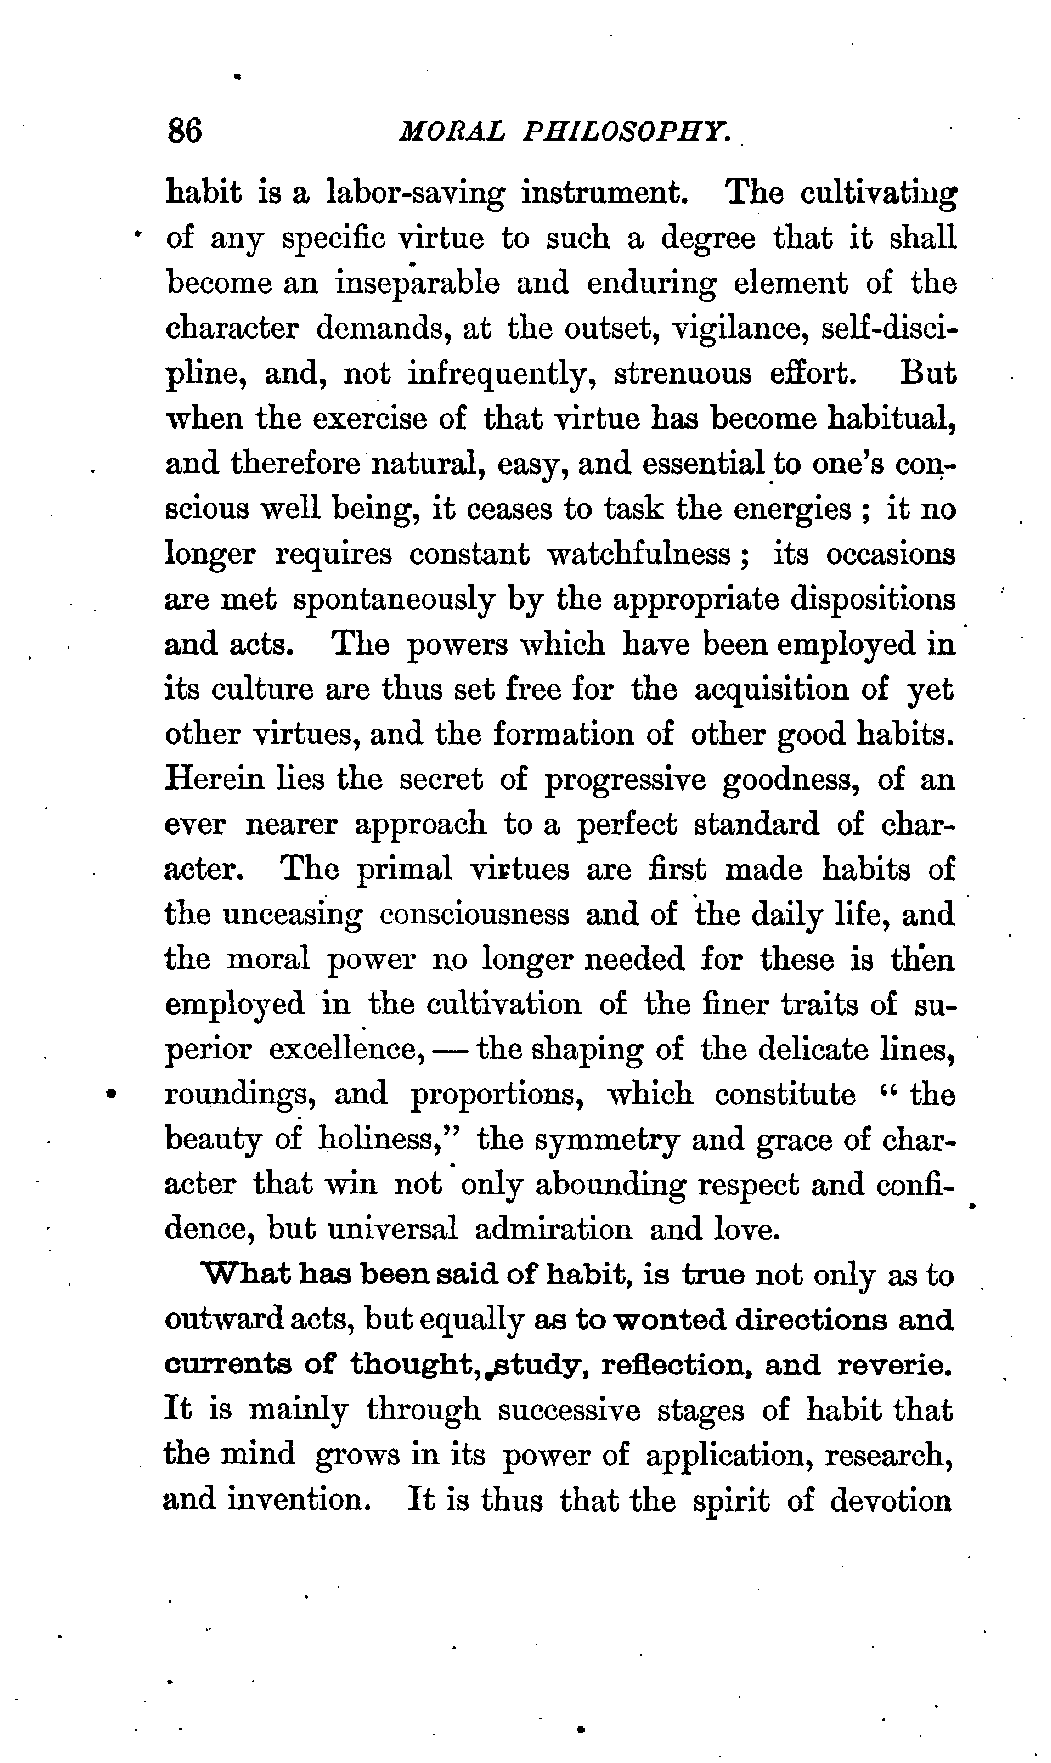 86 MORAL PHILOSOPHY.
habit is a labor-saving instrument. The cultivating
of any specific virtue to such a degree that it shall
become an inseparable and enduring element of the
character demands, at the outset, vigilance, self-disci-
pline, and, not infrequently, strenuous effort. But
when the exercise of that virtue has become habitual,
and therefore natural, easy, and essential to one's con-
scious well being, it ceases to task the energies ; it no
longer requires constant watchfulness ; its occasions
are met spontaneously by the appropriate dispositions
and acts. The powers which have been employed in
its culture are thus set free for the acquisition of yet
other virtues, and the formation of other good habits.
Herein lies the secret of progressive goodness, of an
ever nearer approach to a perfect standard of char-
acter. The primal virtues are first made habits of
the unceasing consciousness and of the daily life, and
the moral power no longer needed for these is then
employed in the cultivation of the finer traits of su-
perior excellence, — the shaping of the delicate lines,
roundings, and proportions, which constitute “ the
beauty of holiness,” the symmetry and grace of char-
acter that win not only abounding respect and confi-
dence, but universal admiration and love.
What has been said of habit, is true not only as to
outward acts, but equally as to wonted directions and
currents of thought, study, reflection, and reverie.
It is mainly through successive stages of habit that
the mind grows in its power of application, research,
and invention. It is thus that the spirit of devotion